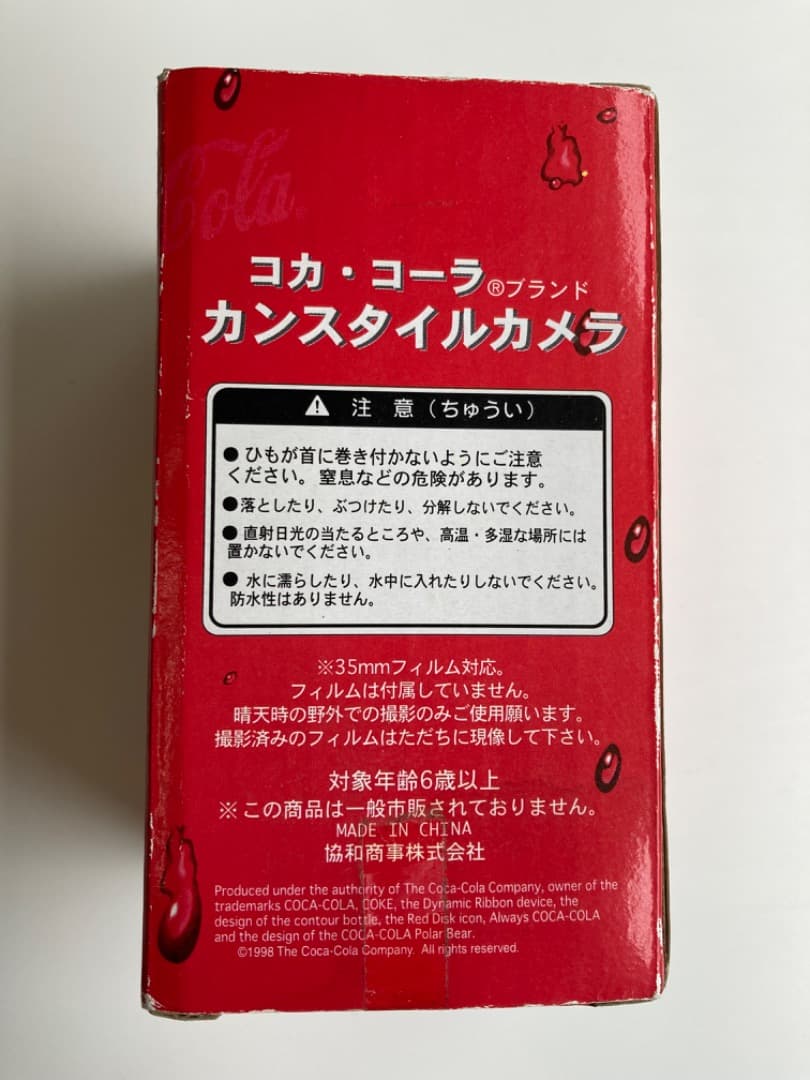 Cola
コカ・コーラ®ブランド
カンスタイルカメラ
注 意(ちゅうい)
● ひもが首に巻き付かないようにご注意
ください。窒息などの危険があります。
●落としたり、ぶつけたり、分解しないでください。
● 直射日光の当たるところや、高温・多湿な場所には
置かないでください。
● 水に濡らしたり、水中に入れたりしないでください。
防水性はありません。
※35mmフィルム対応。
フィルムは付属していません。
晴天時の野外での撮影のみご使用願います。
撮影済みのフィルムはただちに現像して下さい。
対象年齢6歳以上
※この商品は一般市販されておりません。
MADE IN CHINA
協和商事株式会社
Produced under the authority of The Coca-Cola Company, owner of the
trademarks COCA-COLA, COKE, the Dynamic Ribbon device, the
design of the contour bottle, the Red Disk icon, Always COCA-COLA
and the design of the COCA-COLA Polar Bear.
©1998 The Coca-Cola Company. All rights reserved.